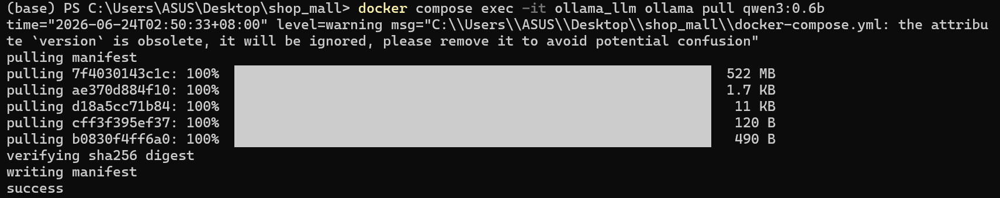 (base) PS C:\Users\ASUS\Desktop\shop_mall> docker compose exec -it ollama_llm ollama pull qwen3:0.6b
time="2026-06-24T02:50:33+08:00" level=warning msg="C:\\Users\\ASUS\\Desktop\\shop_mall\\docker-compose.yml: the attribu
te `version` is obsolete, it will be ignored, please remove it to avoid potential confusion"
pulling manifest
pulling 7f4030143c1c: 100% 522 MB
pulling ae370d884f10: 100% 1.7 KB
pulling d18a5cc71b84: 100% 11 KB
pulling cff3f395ef37: 100% 120 B
pulling b0830f4ff6a0: 100% 490 B
verifying sha256 digest
writing manifest
success